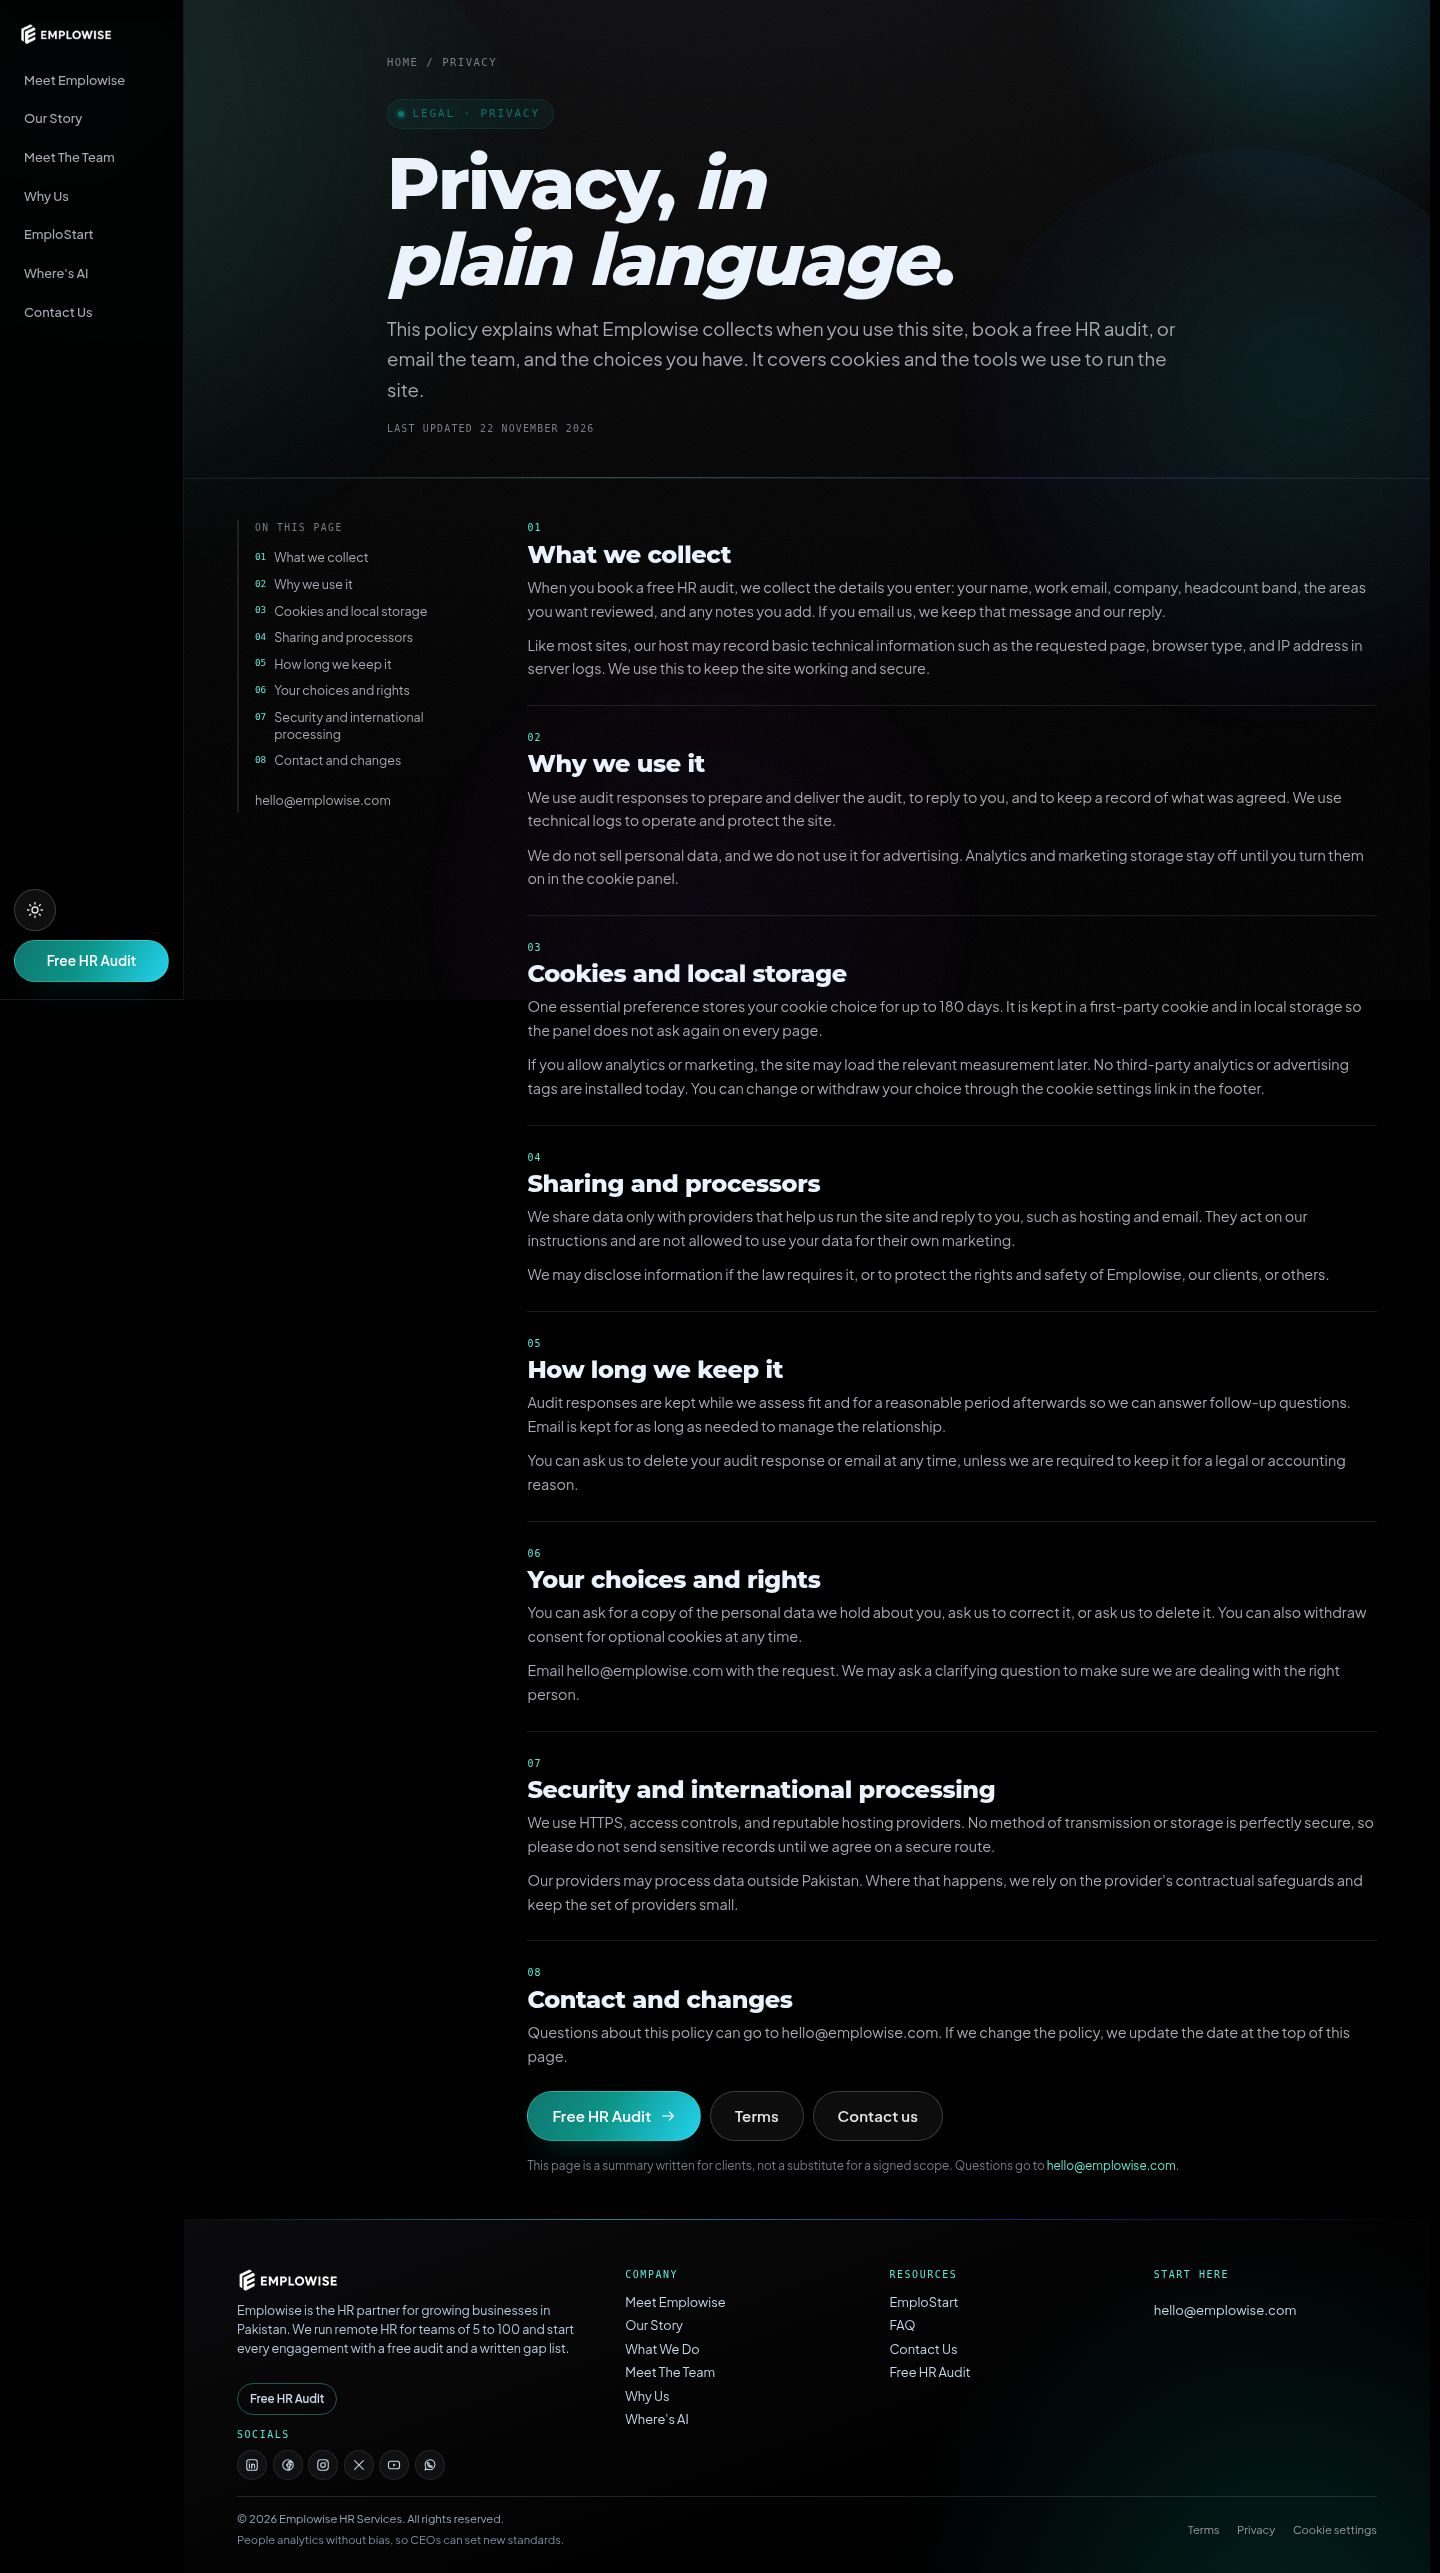 EMPLOWISE
Meet Emplowise
Our Story
Meet The Team
Why Us
EmploStart
Where's AI
Contact Us
Free HR Audit
HOME / PRIVACY
LEGAL · PRIVACY
Privacy, in
plain language.
This policy explains what Emplowise collects when you use this site, book a free HR audit, or
email the team, and the choices you have. It covers cookies and the tools we use to run the
site.
LAST UPDATED 22 NOVEMBER 2026
ON THIS PAGE
01 What we collect
02 Why we use it
03 Cookies and local storage
04 Sharing and processors
05 How long we keep it
06 Your choices and rights
07 Security and international
processing
08 Contact and changes
hello@emplowise.com
01
What we collect
When you book a free HR audit, we collect the details you enter: your name, work email, company, headcount band, the areas
you want reviewed, and any notes you add. If you email us, we keep that message and our reply.
Like most sites, our host may record basic technical information such as the requested page, browser type, and IP address in
server logs. We use this to keep the site working and secure.
02
Why we use it
We use audit responses to prepare and deliver the audit, to reply to you, and to keep a record of what was agreed. We use
technical logs to operate and protect the site.
We do not sell personal data, and we do not use it for advertising. Analytics and marketing storage stay off until you turn them
on in the cookie panel.
03
Cookies and local storage
One essential preference stores your cookie choice for up to 180 days. It is kept in a first-party cookie and in local storage so
the panel does not ask again on every page.
If you allow analytics or marketing, the site may load the relevant measurement later. No third-party analytics or advertising
tags are installed today. You can change or withdraw your choice through the cookie settings link in the footer.
04
Sharing and processors
We share data only with providers that help us run the site and reply to you, such as hosting and email. They act on our
instructions and are not allowed to use your data for their own marketing.
We may disclose information if the law requires it, or to protect the rights and safety of Emplowise, our clients, or others.
05
How long we keep it
Audit responses are kept while we assess fit and for a reasonable period afterwards so we can answer follow-up questions.
Email is kept for as long as needed to manage the relationship.
You can ask us to delete your audit response or email at any time, unless we are required to keep it for a legal or accounting
reason.
06
Your choices and rights
You can ask for a copy of the personal data we hold about you, ask us to correct it, or ask us to delete it. You can also withdraw
consent for optional cookies at any time.
Email hello@emplowise.com with the request. We may ask a clarifying question to make sure we are dealing with the right
person.
07
Security and international processing
We use HTTPS, access controls, and reputable hosting providers. No method of transmission or storage is perfectly secure, so
please do not send sensitive records until we agree on a secure route.
Our providers may process data outside Pakistan. Where that happens, we rely on the provider's contractual safeguards and
keep the set of providers small.
08
Contact and changes
Questions about this policy can go to hello@emplowise.com. If we change the policy, we update the date at the top of this
page.
Free HR Audit
Terms
Contact us
This page is a summary written for clients, not a substitute for a signed scope. Questions go to hello@emplowise.com.
EMPLOWISE
Emplowise is the HR partner for growing businesses in
Pakistan. We run remote HR for teams of 5 to 100 and start
every engagement with a free audit and a written gap list.
Free HR Audit
SOCIALS
COMPANY
Meet Emplowise
Our Story
What We Do
Meet The Team
Why Us
Where's AI
RESOURCES
EmploStart
FAQ
Contact Us
Free HR Audit
START HERE
hello@emplowise.com
© 2026 Emplowise HR Services. All rights reserved.
People analytics without bias, so CEOs can set new standards.
Terms
Privacy
Cookie settings